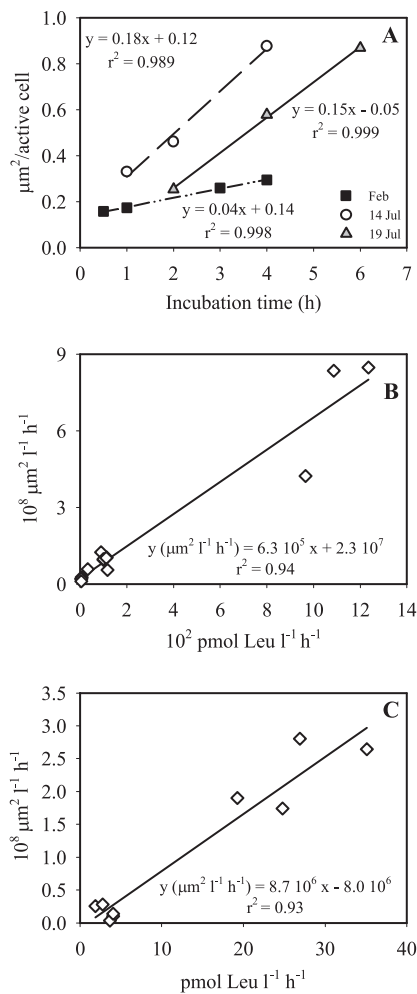 A
y = 0.18x + 0.12
r² = 0.989
y = 0.15x - 0.05
r² = 0.999
y = 0.04x + 0.14
r² = 0.998
Feb
14 Jul
19 Jul
μm²/active cell
1.0
0.8
0.6
0.4
0.2
0.0
0 1 2 3 4 5 6 7
Incubation time (h)
B
10⁸ μm² l⁻¹ h⁻¹
9
6
3
0
y (μm² l⁻¹ h⁻¹) = 6.3 10⁵ x + 2.3 10⁷
r² = 0.94
0 2 4 6 8 10 12 14
10² pmol Leu l⁻¹ h⁻¹
C
10⁸ μm² l⁻¹ h⁻¹
3.5
3.0
2.5
2.0
1.5
1.0
0.5
0.0
y (μm² l⁻¹ h⁻¹) = 8.7 10⁶ x - 8.0 10⁶
r² = 0.93
0 10 20 30 40
pmol Leu l⁻¹ h⁻¹